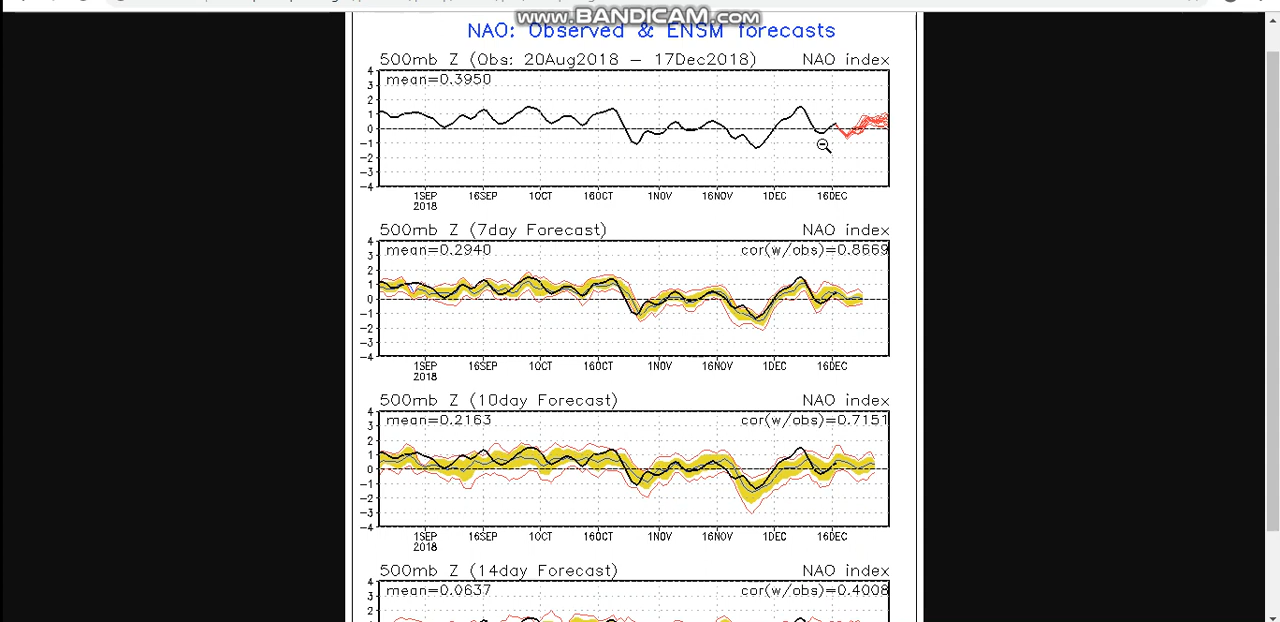 www.BANDICAM.com
NAO: Observed & ENSM forecasts
500mb Z (Obs: 20Aug2018 – 17Dec2018) NAO index
mean=0.3950
4
3
2
1
0
-1
-2
-3
-4
1SEP 16SEP 1OCT 16OCT 1NOV 16NOV 1DEC 16DEC
2018
500mb Z (7day Forecast) NAO index
mean=0.2940 cor(w/obs)=0.8669
4
3
2
1
0
-1
-2
-3
-4
1SEP 16SEP 1OCT 16OCT 1NOV 16NOV 1DEC 16DEC
2018
500mb Z (10day Forecast) NAO index
mean=0.2163 cor(w/obs)=0.7151
4
3
2
1
0
-1
-2
-3
-4
1SEP 16SEP 1OCT 16OCT 1NOV 16NOV 1DEC 16DEC
2018
500mb Z (14day Forecast) NAO index
mean=0.0637 cor(w/obs)=0.4008
4
3
2